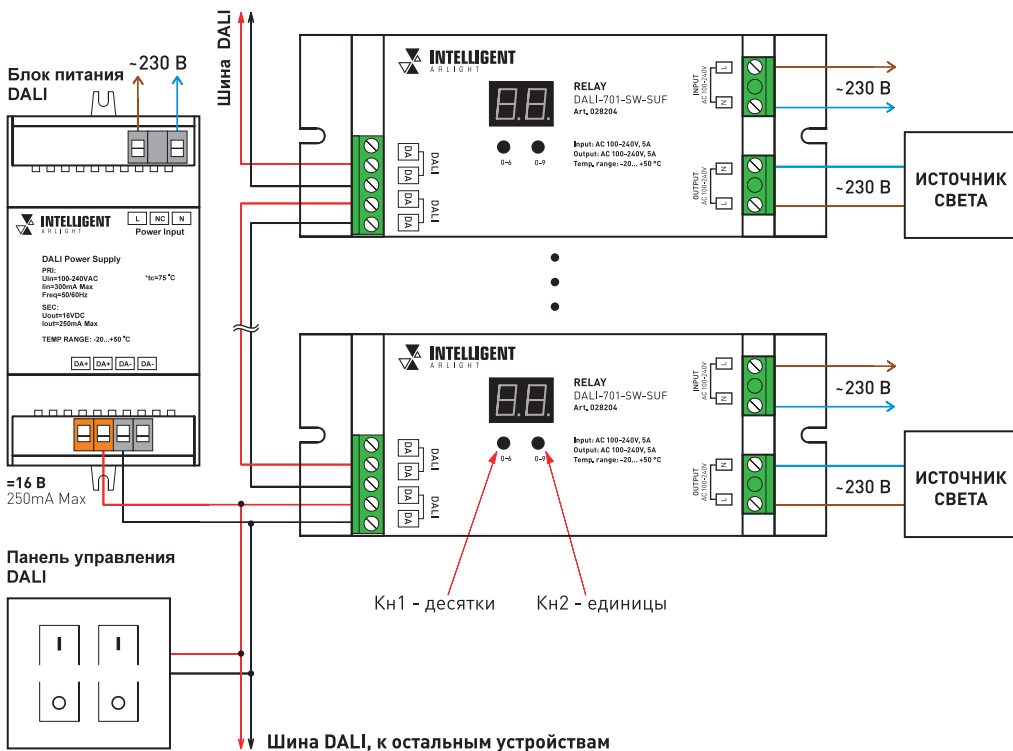 Блок питания
DALI
~230 В
INTELLIGENT
ARLIGHT
L
NC
N
Power Input
DALI Power Supply
PRI:
Uin=100-240VAC
*tc=75 °C
Iin=300mA Max
Freq=50/60Hz
SEC:
Uout=16VDC
Iout=250mA Max
TEMP RANGE: -20...+50 °C
DA+
DA+
DA-
DA-
=16 В
250mA Max
Панель управления
DALI
I
I
O
O
Шина DALI
INTELLIGENT
ARLIGHT
RELAY
DALI-701-SW-SUF
Art. 028204
Input: AC 100-240V, 5A
Output: AC 100-240V, 5A
Temp. range: -20... +50 °C
0-6
0-9
DA
DA
DALI
DA
DA
DALI
INPUT
AC 100-240V
L
N
OUTPUT
AC 100-240V
N
L
~230 В
~230 В
ИСТОЧНИК
СВЕТА
INTELLIGENT
ARLIGHT
RELAY
DALI-701-SW-SUF
Art. 028204
Input: AC 100-240V, 5A
Output: AC 100-240V, 5A
Temp. range: -20... +50 °C
0-6
0-9
DA
DA
DALI
DA
DA
DALI
INPUT
AC 100-240V
L
N
OUTPUT
AC 100-240V
N
L
~230 В
~230 В
ИСТОЧНИК
СВЕТА
Кн1 - десятки
Кн2 - единицы
Шина DALI, к остальным устройствам